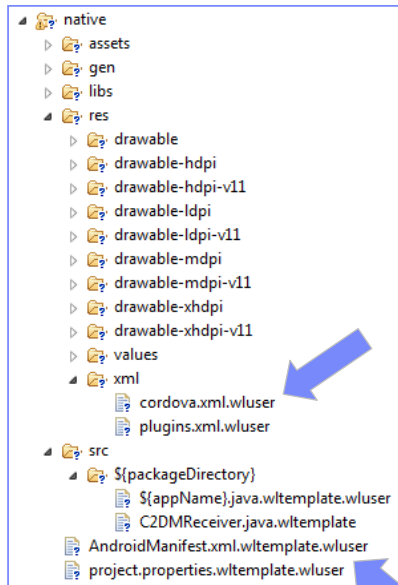 native
assets
gen
libs
res
drawable
drawable-hdpi
drawable-hdpi-v11
drawable-ldpi
drawable-ldpi-v11
drawable-mdpi
drawable-mdpi-v11
drawable-xhdpi
drawable-xhdpi-v11
values
xml
cordova.xml.wluser
plugins.xml.wluser
src
${packageDirectory}
${appName}.java.wltemplate.wluser
C2DMReceiver.java.wltemplate
AndroidManifest.xml.wltemplate.wluser
project.properties.wltemplate.wluser